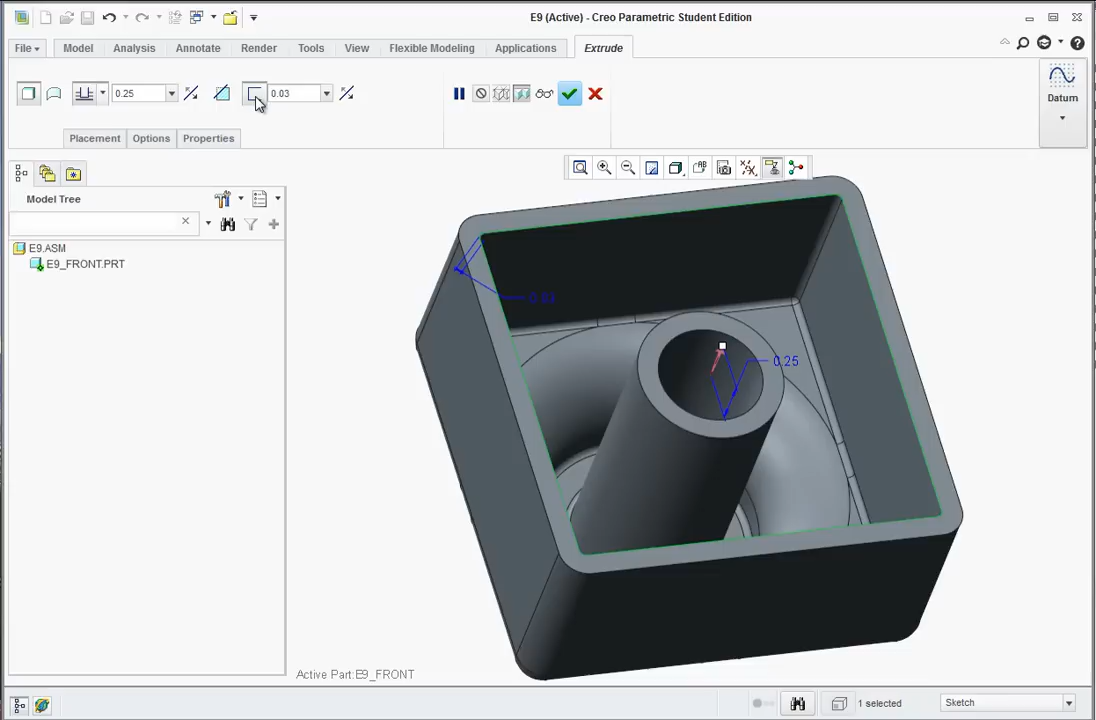 E9 (Active) - Creo Parametric Student Edition
File Model Analysis Annotate Render Tools View Flexible Modeling Applications Extrude
0.25 0.03
Datum
Placement Options Properties
Model Tree
E9.ASM
E9_FRONT.PRT
0.03
0.25
Active Part:E9_FRONT
1 selected Sketch